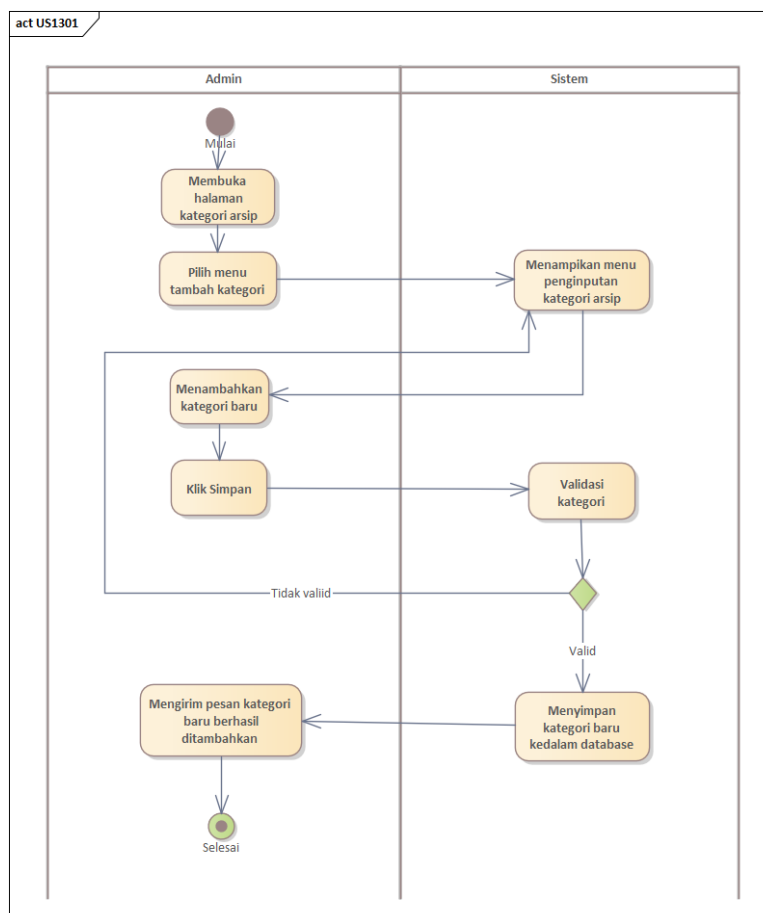 act US1301
Admin
Sistem
Mulai
Membuka
halaman
kategori arsip
Pilih menu
tambah kategori
Menampikan menu
penginputan
kategori arsip
Menambahkan
kategori baru
Klik Simpan
Validasi
kategori
Tidak valiid
Valid
Mengirim pesan kategori
baru berhasil
ditambahkan
Menyimpan
kategori baru
kedalam database
Selesai